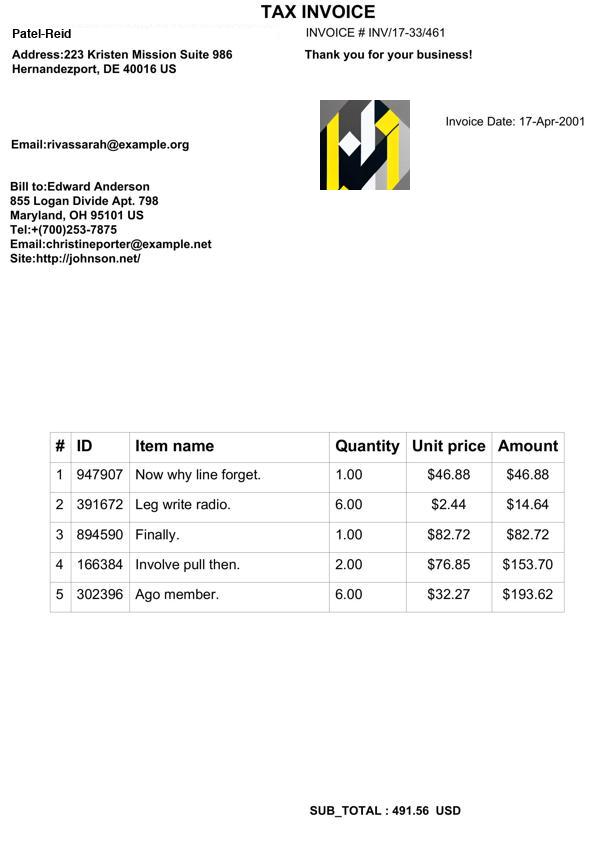 TAX INVOICE
Patel-Reid
INVOICE # INV/17-33/461
Address:223 Kristen Mission Suite 986
Hernandezport, DE 40016 US
Thank you for your business!
Invoice Date: 17-Apr-2001
Email:rivassarah@example.org
Bill to:Edward Anderson
855 Logan Divide Apt. 798
Maryland, OH 95101 US
Tel:+(700)253-7875
Email:christineporter@example.net
Site:http://johnson.net/
# ID Item name Quantity Unit price Amount
1 947907 Now why line forget. 1.00 $46.88 $46.88
2 391672 Leg write radio. 6.00 $2.44 $14.64
3 894590 Finally. 1.00 $82.72 $82.72
4 166384 Involve pull then. 2.00 $76.85 $153.70
5 302396 Ago member. 6.00 $32.27 $193.62
SUB_TOTAL : 491.56 USD